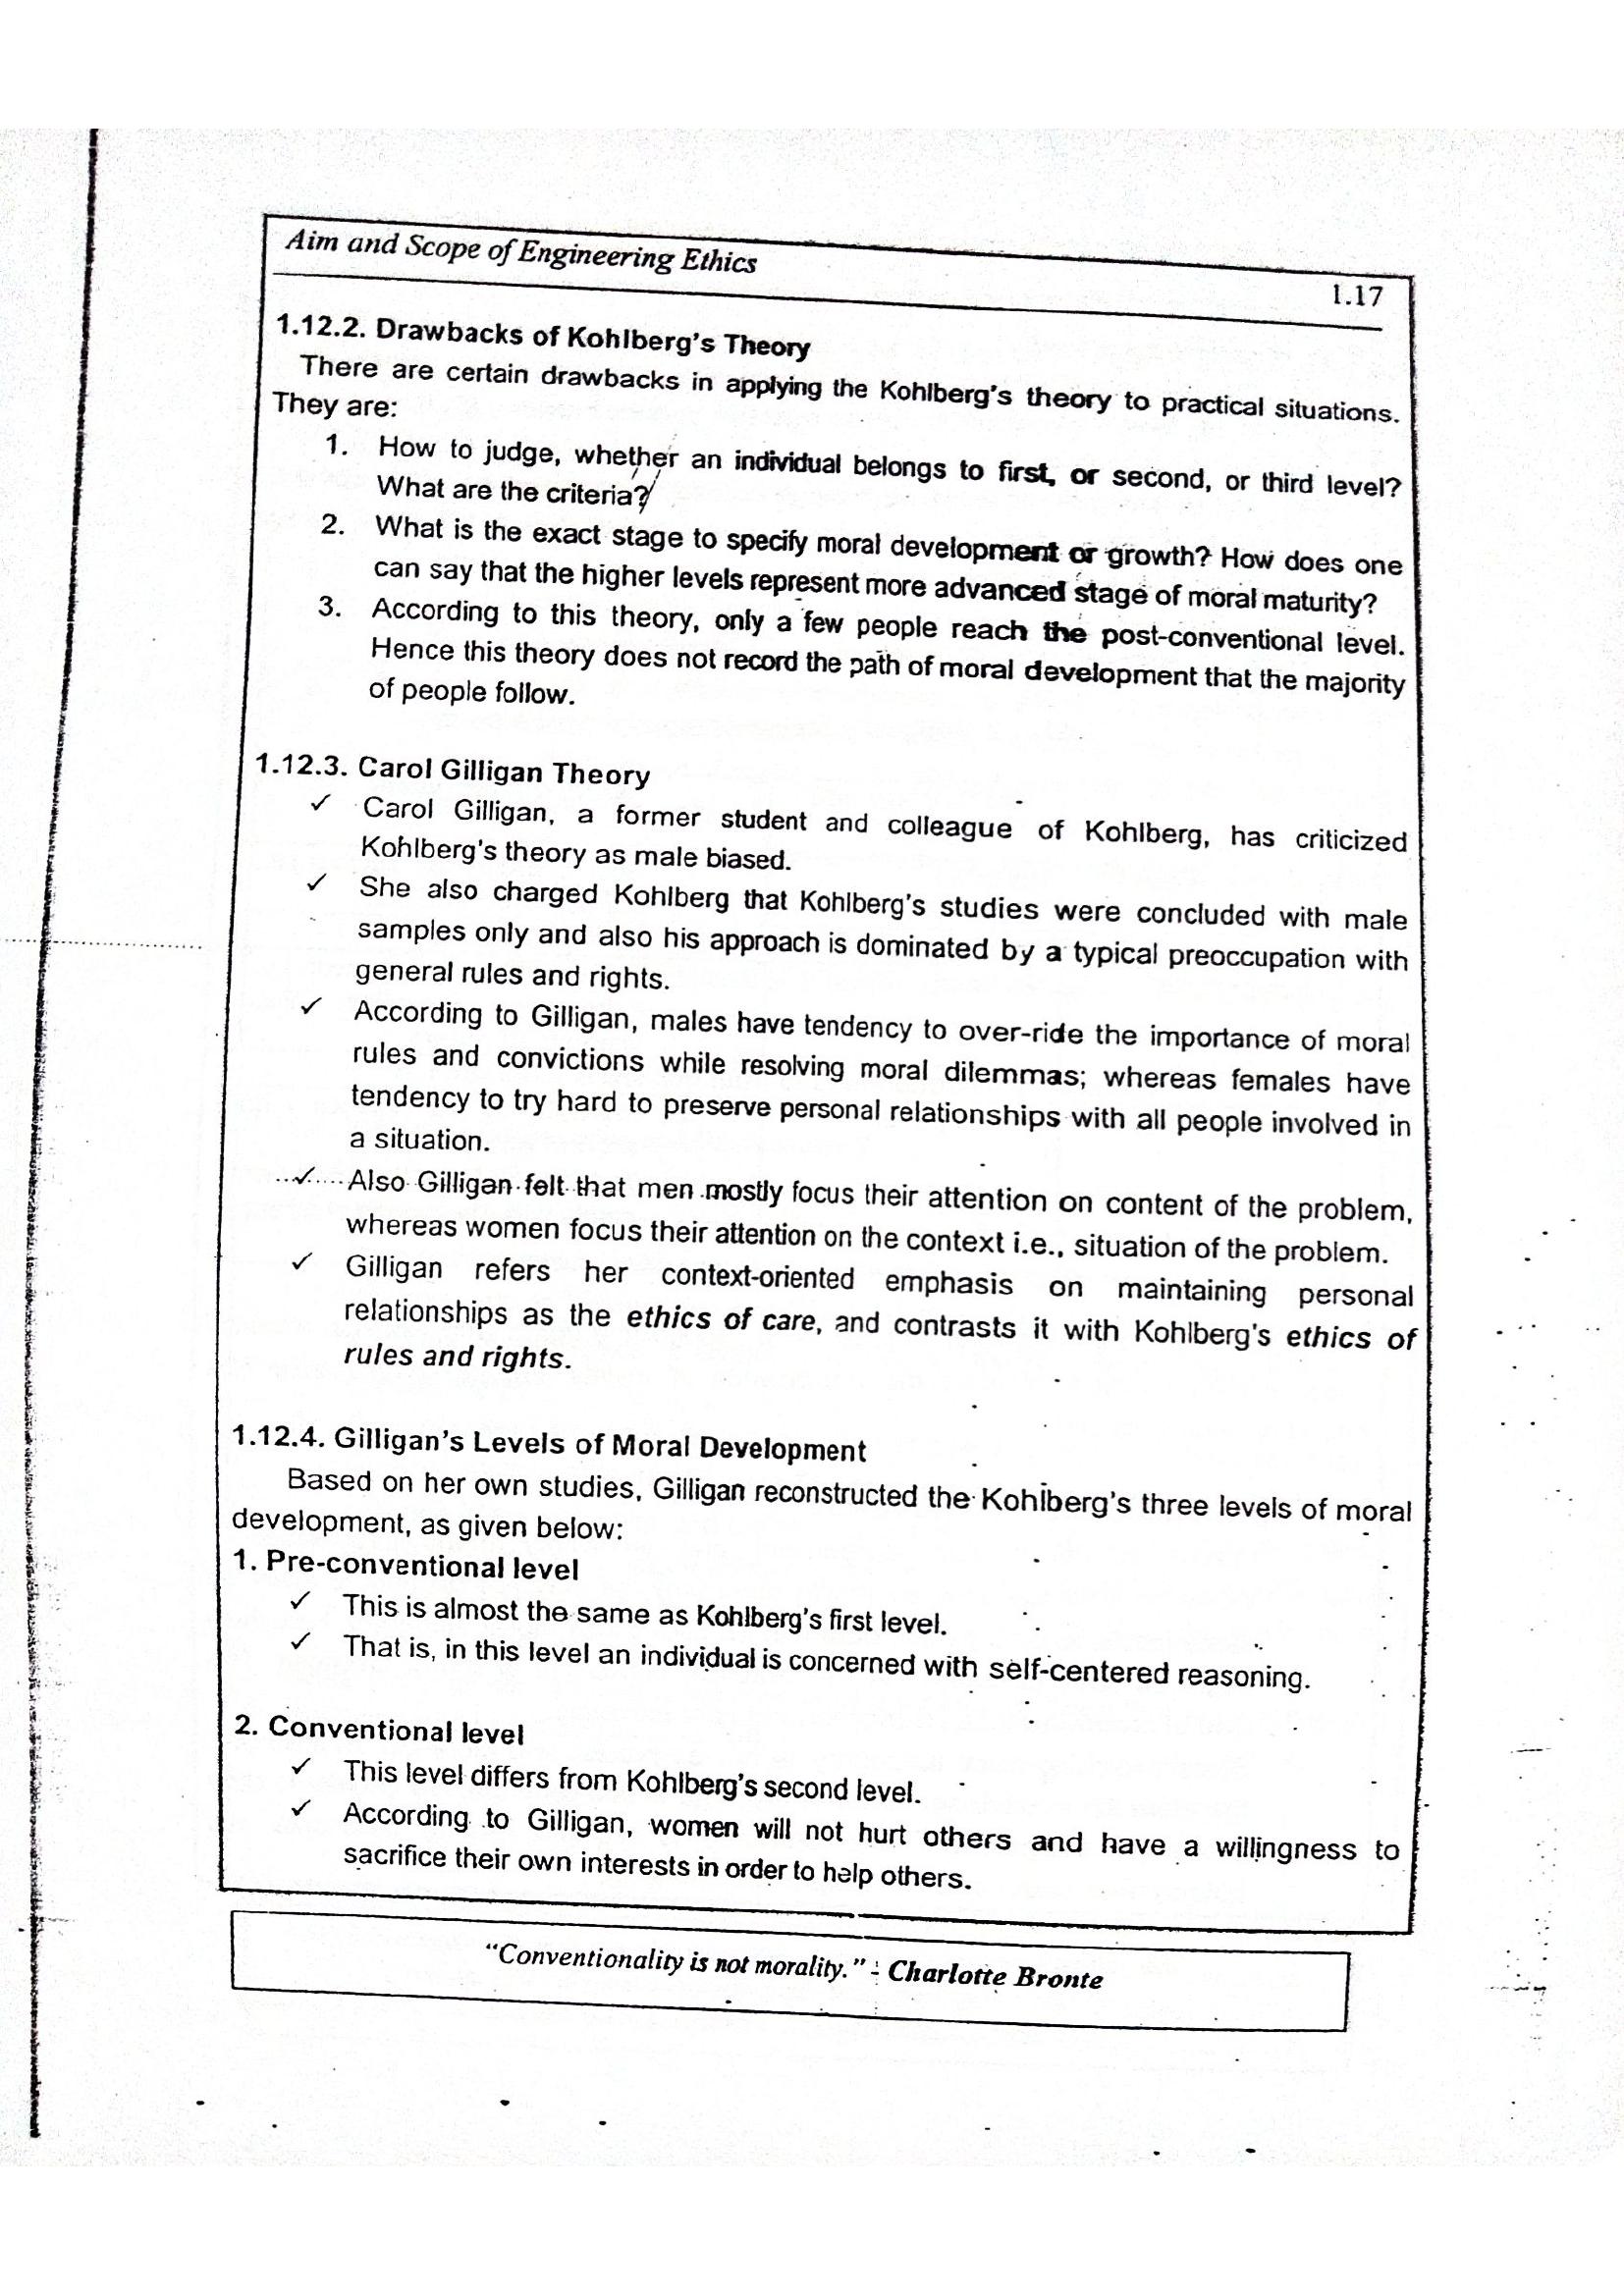 Aim and Scope of Engineering Ethics
1.17
1.12.2. Drawbacks of Kohlberg's Theory
There are certain drawbacks in applying the Kohlberg's theory to practical situations.
They are:
1. How to judge, whether an individual belongs to first, or second, or third level?
What are the criteria?
2. What is the exact stage to specify moral development or growth? How does one
can say that the higher levels represent more advanced stage of moral maturity?
3. According to this theory, only a few people reach the post-conventional level.
Hence this theory does not record the path of moral development that the majority
of people follow.
1.12.3. Carol Gilligan Theory
✓ Carol Gilligan, a former student and colleague of Kohlberg, has criticized
Kohlberg's theory as male biased.
✓ She also charged Kohlberg that Kohlberg's studies were concluded with male
samples only and also his approach is dominated by a typical preoccupation with
general rules and rights.
✓ According to Gilligan, males have tendency to over-ride the importance of moral
rules and convictions while resolving moral dilemmas; whereas females have
tendency to try hard to preserve personal relationships with all people involved in
a situation.
✓ Also Gilligan felt that men mostly focus their attention on content of the problem,
whereas women focus their attention on the context i.e., situation of the problem.
✓ Gilligan refers her context-oriented emphasis on maintaining personal
relationships as the ethics of care, and contrasts it with Kohlberg's ethics of
rules and rights.
1.12.4. Gilligan's Levels of Moral Development
Based on her own studies, Gilligan reconstructed the Kohlberg's three levels of moral
development, as given below:
1. Pre-conventional level
✓ This is almost the same as Kohlberg's first level.
✓ That is, in this level an individual is concerned with self-centered reasoning.
2. Conventional level
✓ This level differs from Kohlberg's second level.
✓ According to Gilligan, women will not hurt others and have a willingness to
sacrifice their own interests in order to help others.
"Conventionality is not morality." - Charlotte Bronte